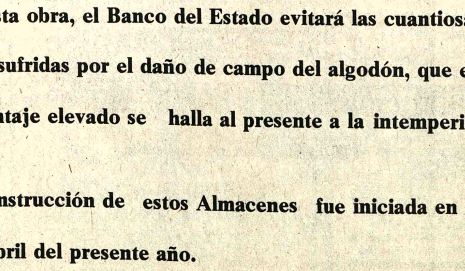 ta obra, el Banco del Estado evitará las cuantiosa
sufridas por el daño de campo del algodón, que e
ntaje elevado se halla al presente a la intemperi
nstrucción de estos Almacenes fue iniciada en
bril del presente año.